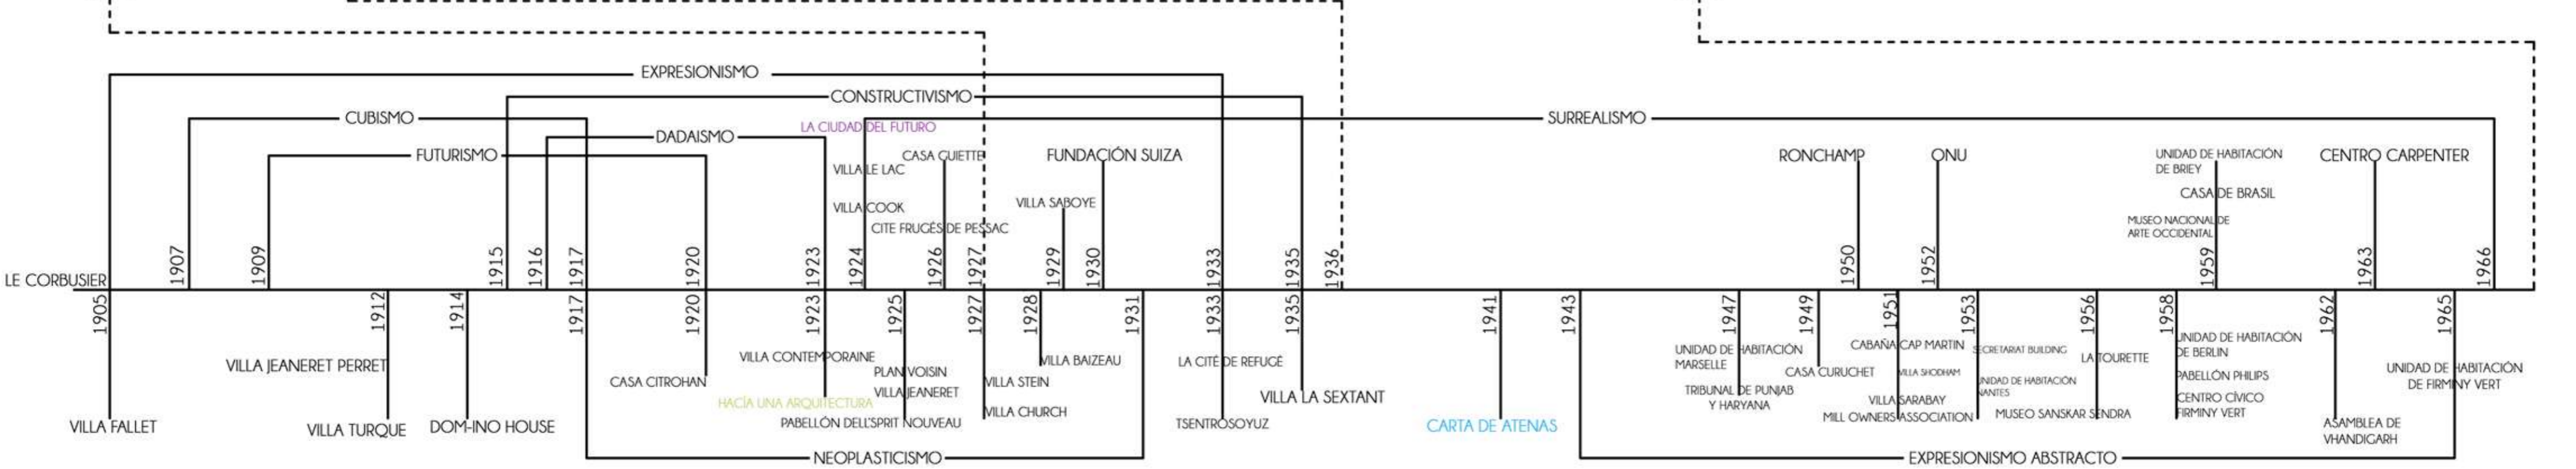 EXPRESIONISMO
CONSTRUCTIVISMO
CUBISMO
SURREALISMO
LA CIUDAD DEL FUTURO
DADAISMO
FUTURISMO
CASA GUIETTE
FUNDACIÓN SUIZA
RONCHAMP
ONU
UNIDAD DE HABITACIÓN
DE BRIEY
CENTRO CARPENTER
VILLA LE LAC
CASA DE BRASIL
VILLA COOK
VILLA SABOYE
CITE FRUGÉS DE PESSAC
MUSEO NACIONAL DE
ARTE OCCIDENTAL
1907
1909
1915
1916
1917
1920
1923
1924
1926
1927
1929
1930
1933
1935
1936
1950
1952
1959
1963
1966
LE CORBUSIER
1905
1912
1914
1917
1920
1923
1925
1927
1928
1931
1933
1935
1941
1943
1947
1949
1951
1953
1956
1958
1962
1965
VILLA JEANERET PERRET
VILLA FALLET
VILLA TURQUE
DOM-INO HOUSE
CASA CITROHAN
VILLA CONTEMPORAINE
HACÍA UNA ARQUITECTURA
PLAN VOISIN
VILLA JEANERET
PABELLÓN DELL'SPRIT NOUVEAU
VILLA STEIN
VILLA CHURCH
VILLA BAIZEAU
LA CITÉ DE REFUGÉ
TSENTROSOYUZ
VILLA LA SEXTANT
CARTA DE ATENAS
UNIDAD DE HABITACIÓN
MARSELLE
TRIBUNAL DE PUNJAB
Y HARYANA
CASA CURUCHET
CABAÑA CAP MARTIN
VILLA SHODHAM
VILLA SARABAY
MILL OWNERS ASSOCIATION
SECRETARIAT BUILDING
UNIDAD DE HABITACIÓN
NANTES
LA TOURETTE
MUSEO SANSKAR SENDRA
UNIDAD DE HABITACIÓN
DE BERLIN
PABELLÓN PHILIPS
CENTRO CÍVICO
FIRMINY VERT
ASAMBLEA DE
VHANDIGARH
UNIDAD DE HABITACIÓN
DE FIRMINY VERT
NEOPLASTICISMO
EXPRESIONISMO ABSTRACTO